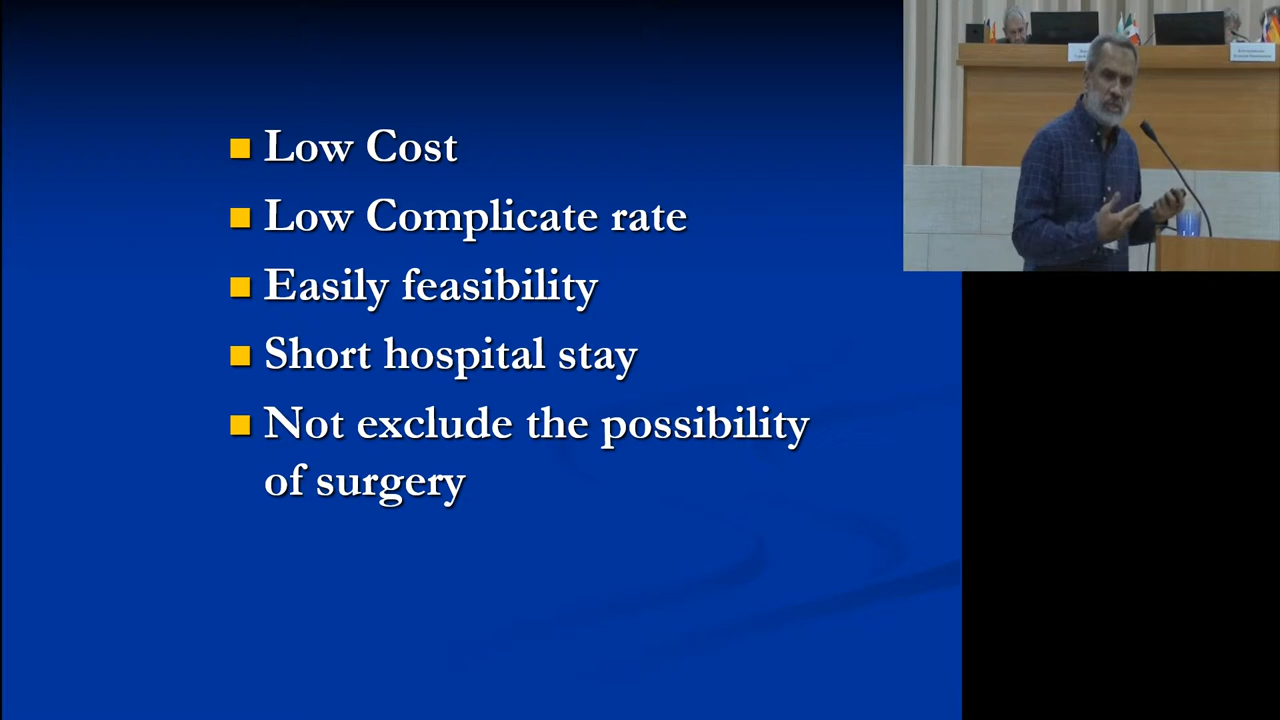 Low Cost
Low Complicate rate
Easily feasibility
Short hospital stay
Not exclude the possibility
of surgery